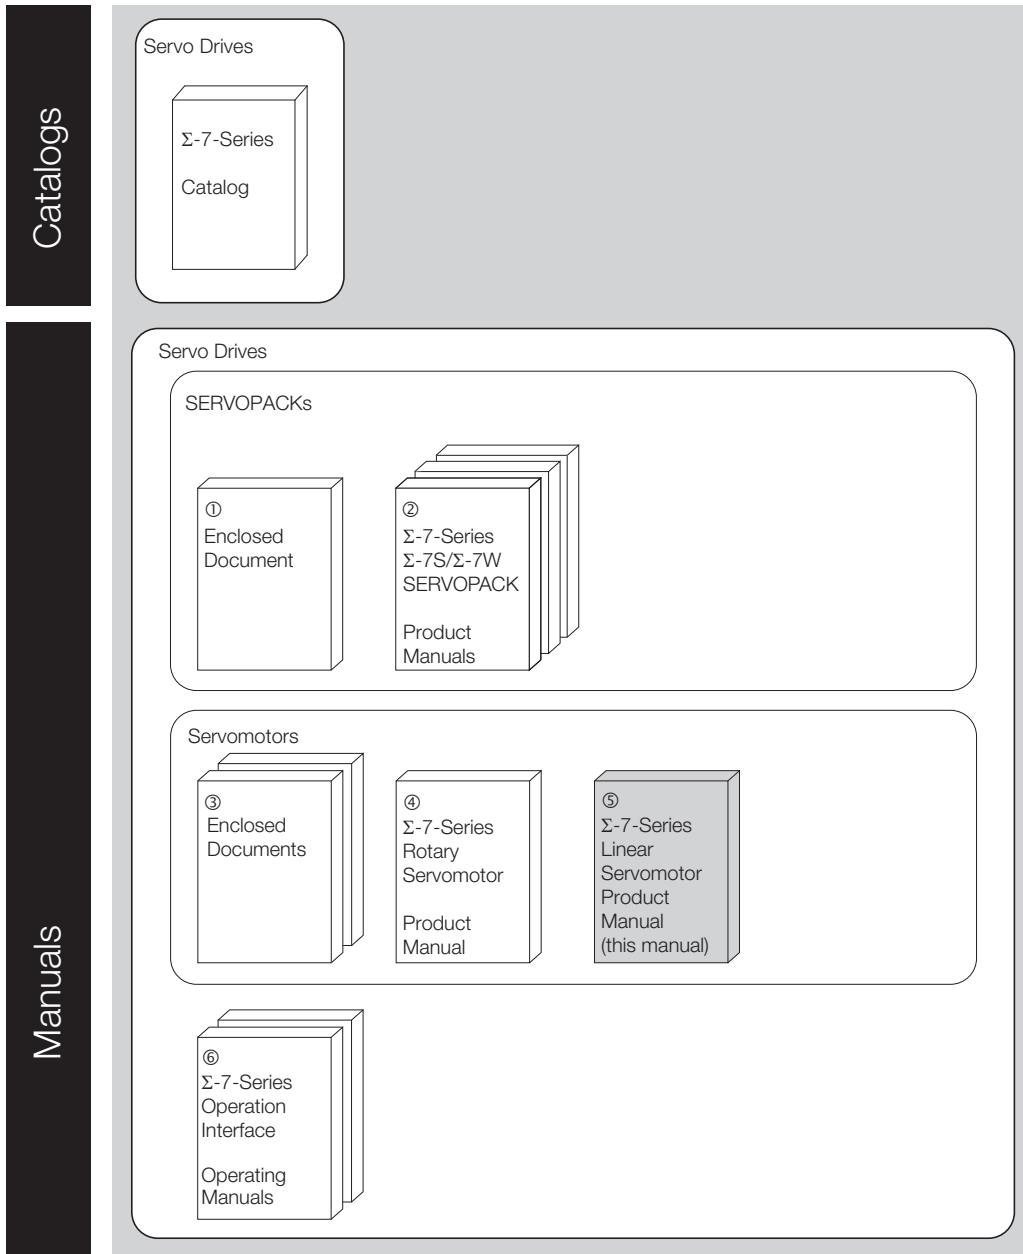 Catalogs
Servo Drives
Σ-7-Series
Catalog
Manuals
Servo Drives
SERVOPACKs
①
Enclosed
Document
②
Σ-7-Series
Σ-7S/Σ-7W
SERVOPACK
Product
Manuals
Servomotors
③
Enclosed
Documents
④
Σ-7-Series
Rotary
Servomotor
Product
Manual
⑤
Σ-7-Series
Linear
Servomotor
Product
Manual
(this manual)
⑥
Σ-7-Series
Operation
Interface
Operating
Manuals